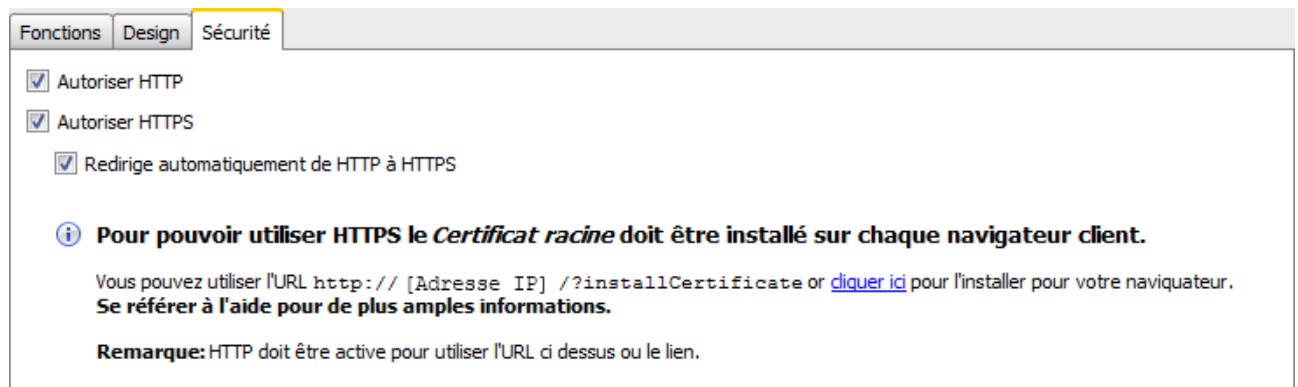 Fonctions Design Sécurité
Autoriser HTTP
Autoriser HTTPS
Redirige automatiquement de HTTP à HTTPS
Pour pouvoir utiliser HTTPS le Certificat racine doit être installé sur chaque navigateur client.
Vous pouvez utiliser l'URL http:// [Adresse IP] /?installCertificate or cliquer ici pour l'installer pour votre naviquateur.
Se référer à l'aide pour de plus amples informations.
Remarque: HTTP doit être active pour utiliser l'URL ci dessus ou le lien.